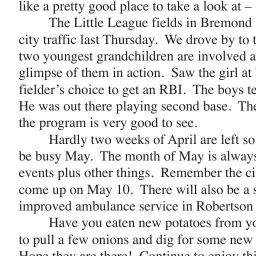 like a pretty good place to take a look at –
The Little League fields in Bremond
city traffic last Thursday. We drove by to
two youngest grandchildren are involved a
glimpse of them in action. Saw the girl at
fielder's choice to get an RBI. The boys te
He was out there playing second base. The
the program is very good to see.
Hardly two weeks of April are left so
be busy May. The month of May is always
events plus other things. Remember the ci
come up on May 10. There will also be a s
improved ambulance service in Robertson
Have you eaten new potatoes from yo
to pull a few onions and dig for some new
Hope they are there! Continue to enjoy thi